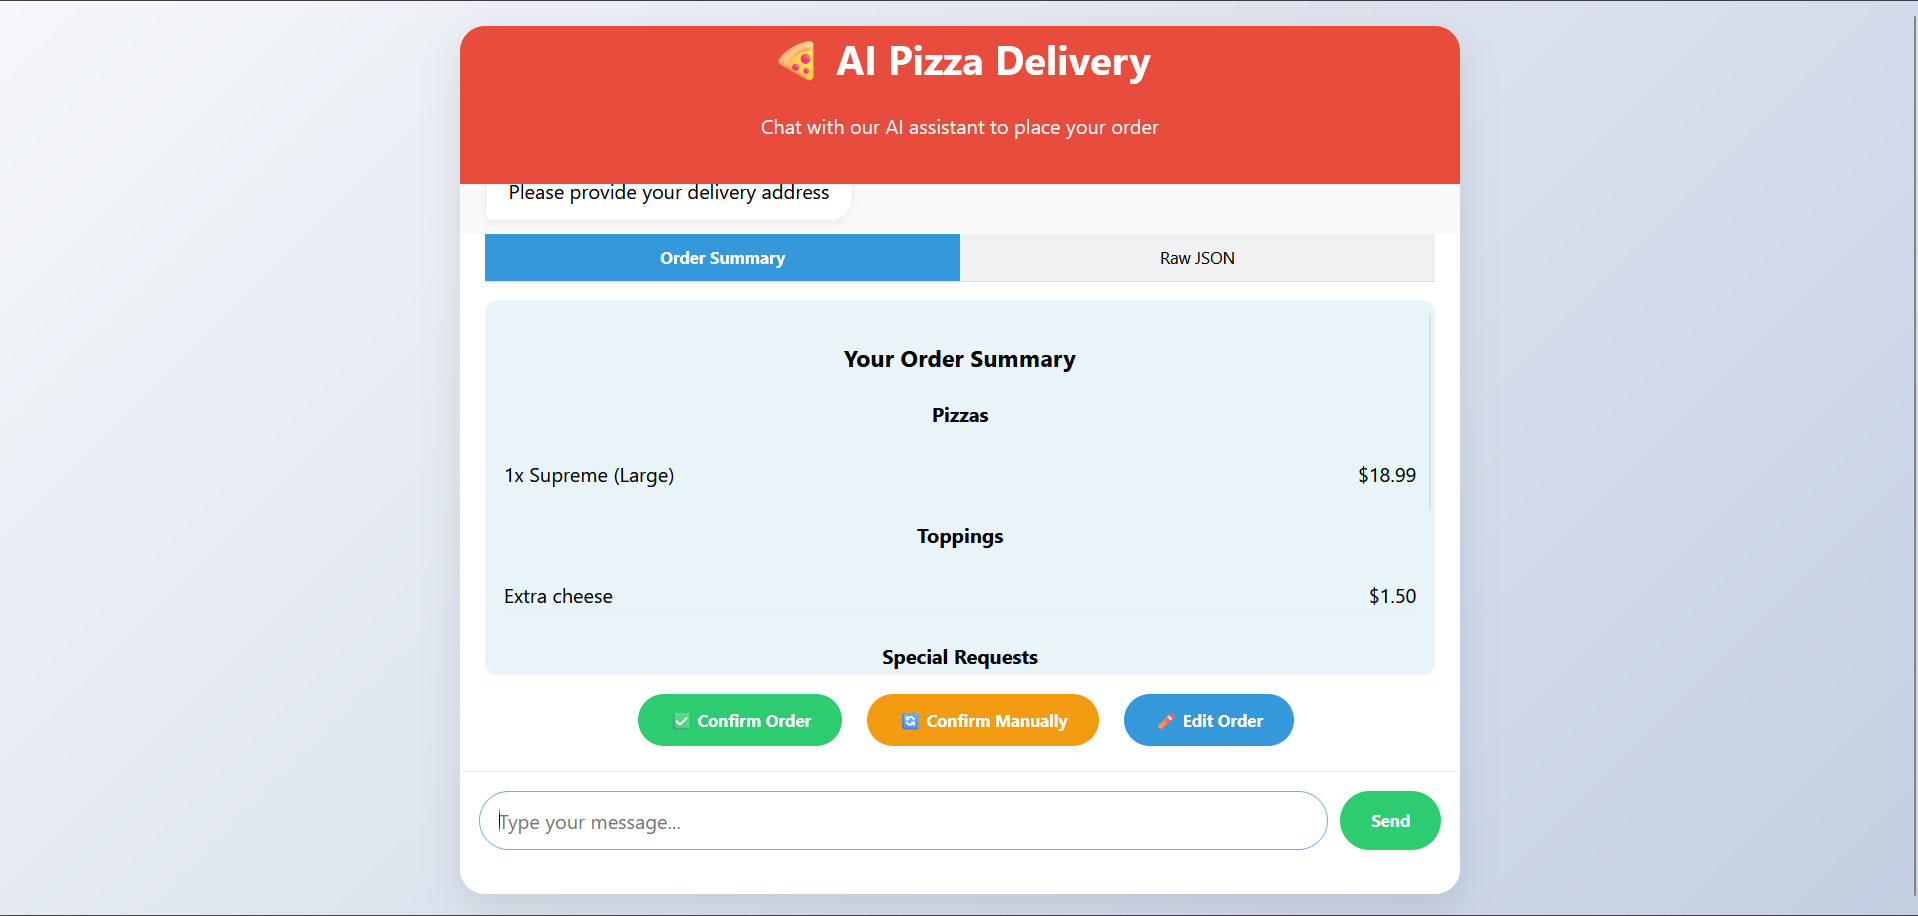 AI Pizza Delivery
Chat with our AI assistant to place your order
Please provide your delivery address
Order Summary
Raw JSON
Your Order Summary
Pizzas
1x Supreme (Large) $18.99
Toppings
Extra cheese $1.50
Special Requests
Confirm Order
Confirm Manually
Edit Order
Type your message...
Send